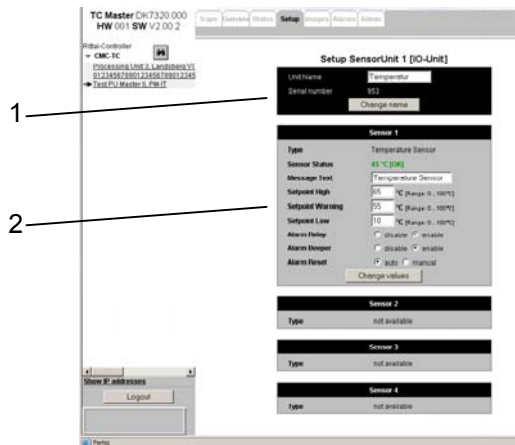 TC Master DK7320.000
HW 001 SW V2.00.2
Traps Overview Status Setup Images Alarms Admin
Rittal-Controller
CMC-TC
Processing Unit 2, Landsberg VT
01234567890123456789012345
Test PU Master II, PM-IT
Show IP addresses
Logout
Fertig
1
2
Setup SensorUnit 1 [IO-Unit]
Unit Name Temperatur
Serial number 953
Change name
Sensor 1
Type Temperature Sensor
Sensor Status 45 °C [OK]
Message Text Temperature Sensor
Setpoint High 65 °C [Range: 0...100°C]
Setpoint Warning 55 °C [Range: 0...100°C]
Setpoint Low 10 °C [Range: 0...100°C]
Alarm Relay disable enable
Alarm Beeper disable enable
Alarm Reset auto manual
Change values
Sensor 2
Type not available
Sensor 3
Type not available
Sensor 4
Type not available